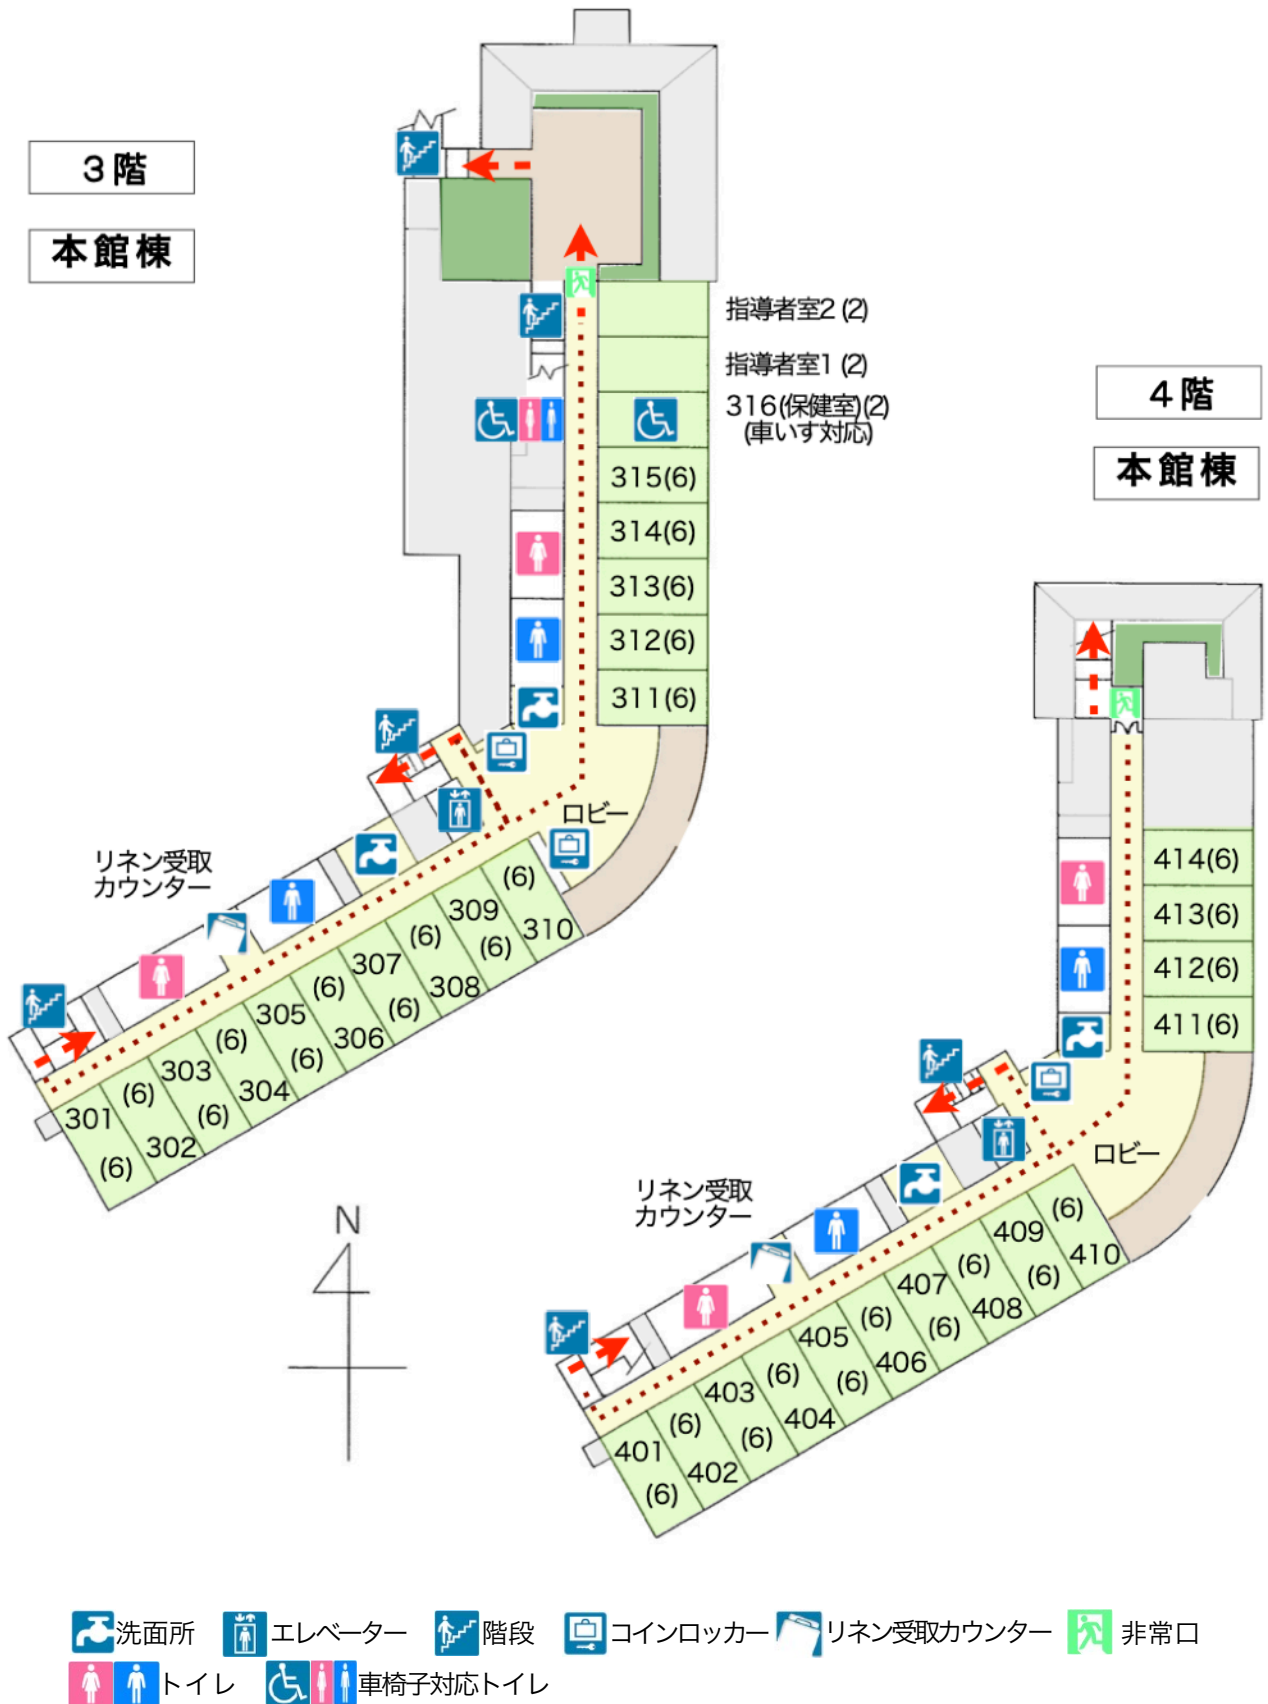 3階
本館棟
指導者室2 (2)
指導者室1 (2)
316(保健室)(2)
(車いす対応)
315(6)
314(6)
313(6)
312(6)
311(6)
ロビー
リネン受取
カウンター
(6)
310
309
(6)
(6)
308
307
(6)
(6)
306
305
(6)
(6)
304
303
(6)
(6)
302
301
(6)
4階
本館棟
414(6)
413(6)
412(6)
411(6)
ロビー
リネン受取
カウンター
(6)
410
409
(6)
(6)
408
407
(6)
(6)
406
405
(6)
(6)
404
403
(6)
(6)
402
401
(6)
N
洗面所 エレベーター 階段 コインロッカー リネン受取カウンター 非常口
トイレ 車椅子対応トイレ